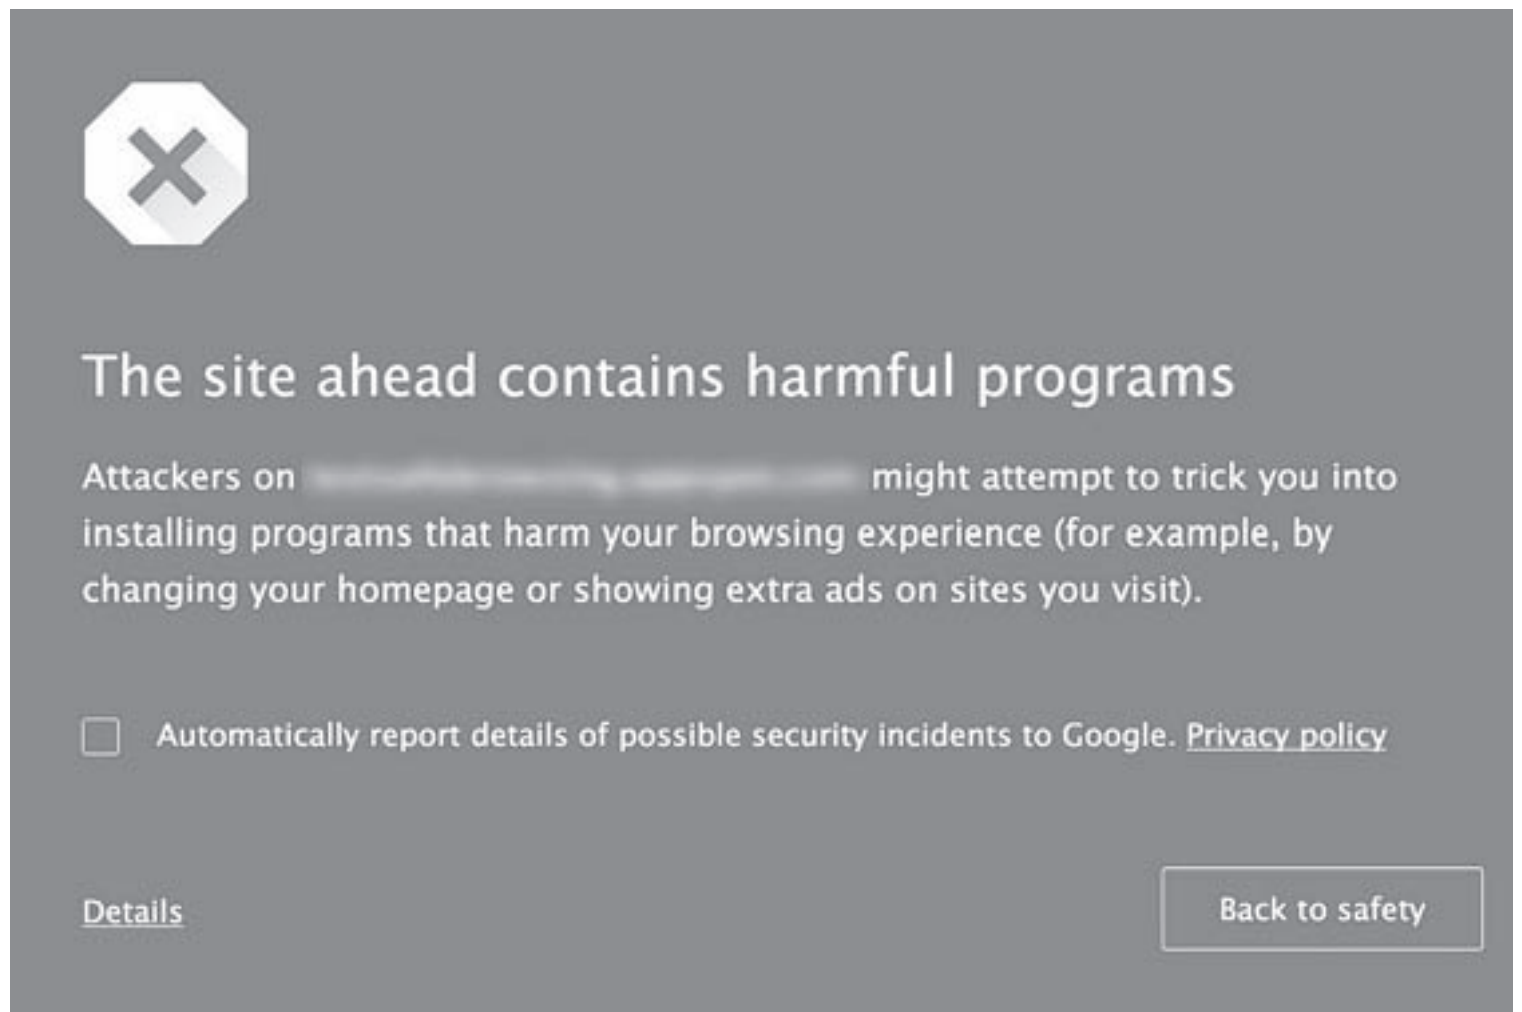 The site ahead contains harmful programs
Attackers on might attempt to trick you into
installing programs that harm your browsing experience (for example, by
changing your homepage or showing extra ads on sites you visit).
Automatically report details of possible security incidents to Google. Privacy policy
Details
Back to safety